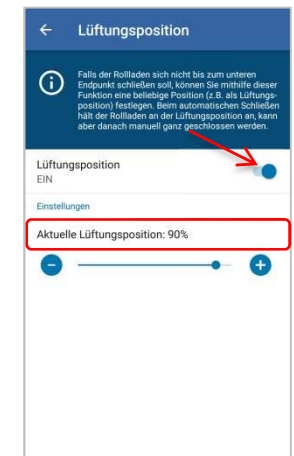 Lüftungsposition
Falls der Rollladen sich nicht bis zum unteren
Endpunkt schließen soll, können Sie mithilfe dieser
Funktion eine beliebige Position (z.B. als Lüftungs-
position) festlegen. Beim automatischen Schließen
hält der Rollladen an der Lüftungsposition an, kann
aber danach manuell ganz geschlossen werden.
Lüftungsposition
EIN
Einstellungen
Aktuelle Lüftungsposition: 90%